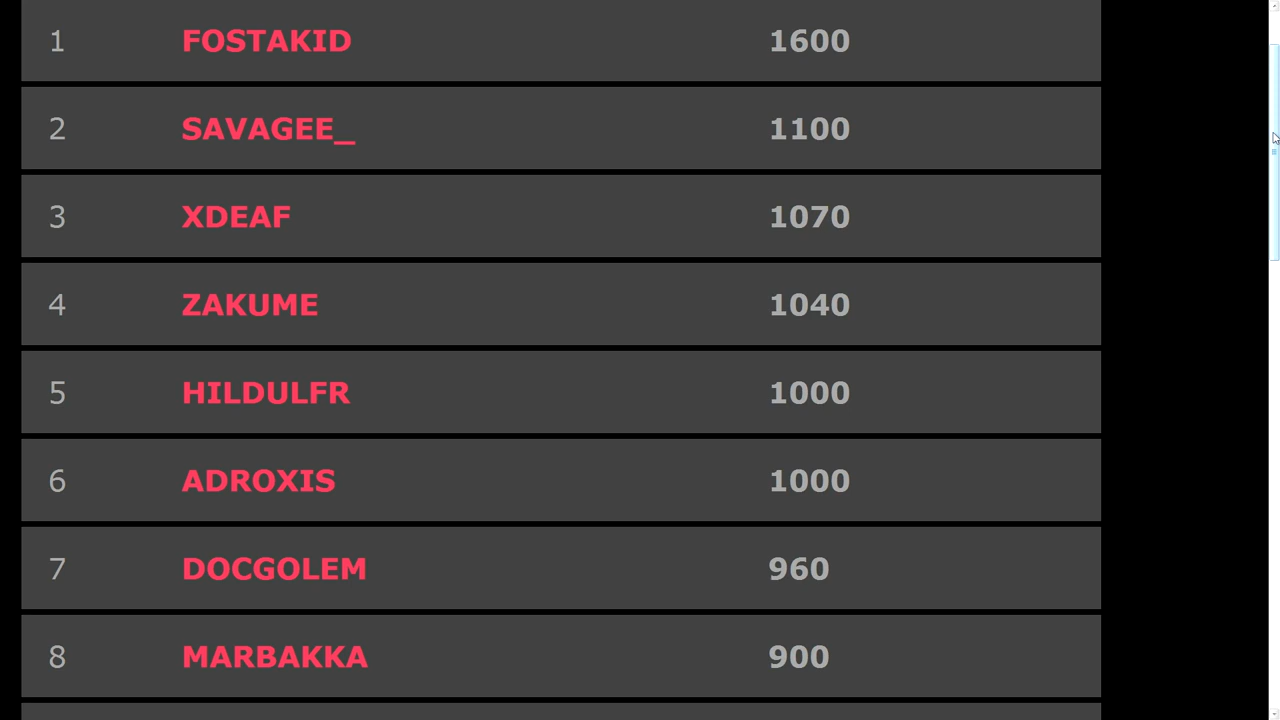 1 FOSTAKID 1600
2 SAVAGEE_ 1100
3 XDEAF 1070
4 ZAKUME 1040
5 HILDULFR 1000
6 ADROXIS 1000
7 DOCGOLEM 960
8 MARBAKKA 900